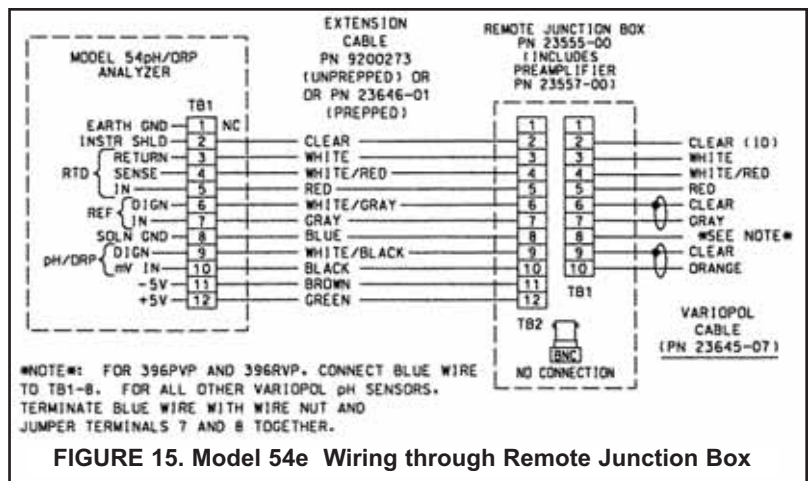 EXTENSION
CABLE
PN 9200273
(UNPREPPED) OR
OR PN 23646-01
(PREPPED)
REMOTE JUNCTION BOX
PN 23555-00
(INCLUDES
PREAMPLIFIER
PN 23557-00)
MODEL 54pH/ORP
ANALYZER
TB1
EARTH GND 1 NC
INSTR SHLD 2 CLEAR 2 2 CLEAR (10)
RTD RETURN 3 WHITE 3 3 WHITE
SENSE 4 WHITE/RED 4 4 WHITE/RED
IN 5 RED 5 5 RED
REF DIGN 6 WHITE/GRAY 6 6 CLEAR
IN 7 GRAY 7 7 GRAY
SOLN GND 8 BLUE 8 8 *SEE NOTE*
pH/ORP DIGN 9 WHITE/BLACK 9 9 CLEAR
mV IN 10 BLACK 10 10 ORANGE
-5V 11 BROWN 11
+5V 12 GREEN 12
1 1
TB1
TB2
BNC
NO CONNECTION
VARIOPOL
CABLE
(PN 23645-07)
*NOTE*: FOR 396PVP AND 396RVP. CONNECT BLUE WIRE
TO TB1-8. FOR ALL OTHER VARIOPOL pH SENSORS.
TERMINATE BLUE WIRE WITH WIRE NUT AND
JUMPER TERMINALS 7 AND 8 TOGETHER.
FIGURE 15. Model 54e Wiring through Remote Junction Box